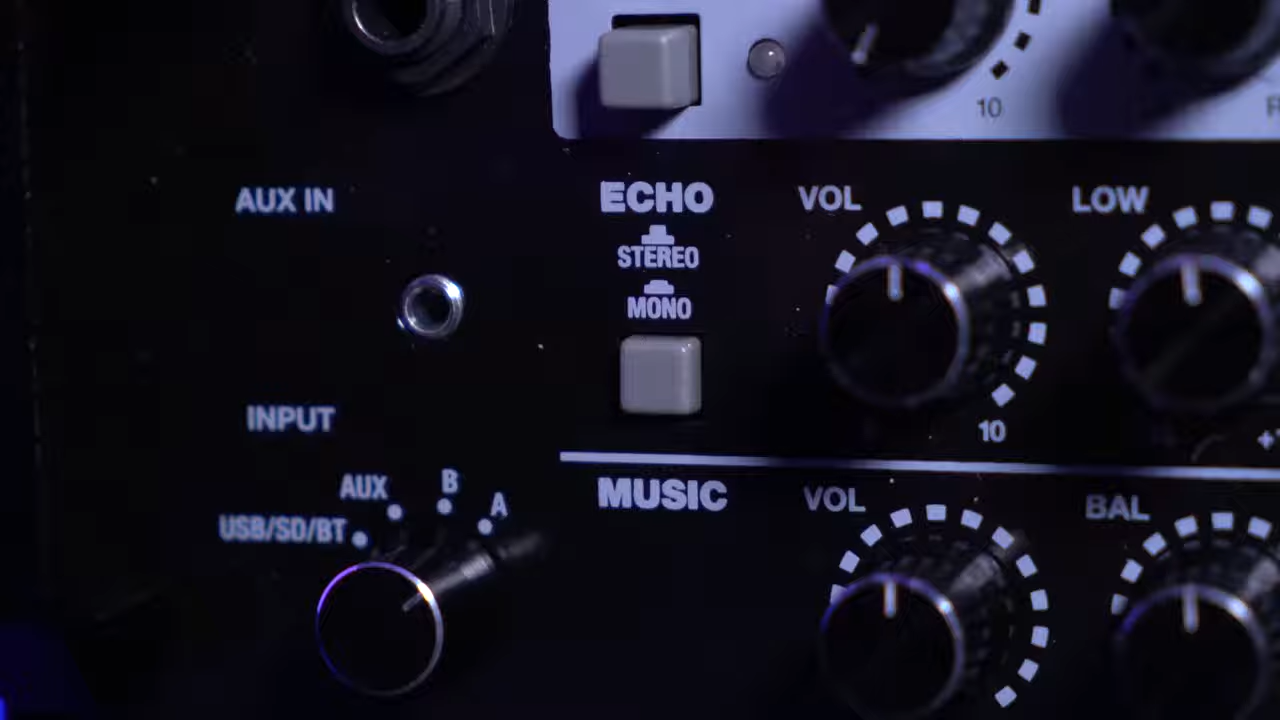 10
AUX IN
ECHO
VOL
LOW
STEREO
MONO
INPUT
10
AUX
B
A
USB/SD/BT
MUSIC
VOL
BAL